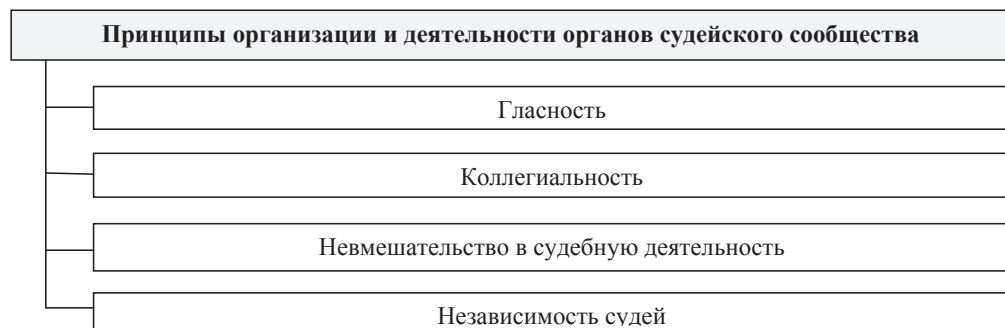 Принципы организации и деятельности органов судейского сообщества
Гласность
Коллегиальность
Невмешательство в судебную деятельность
Независимость судей